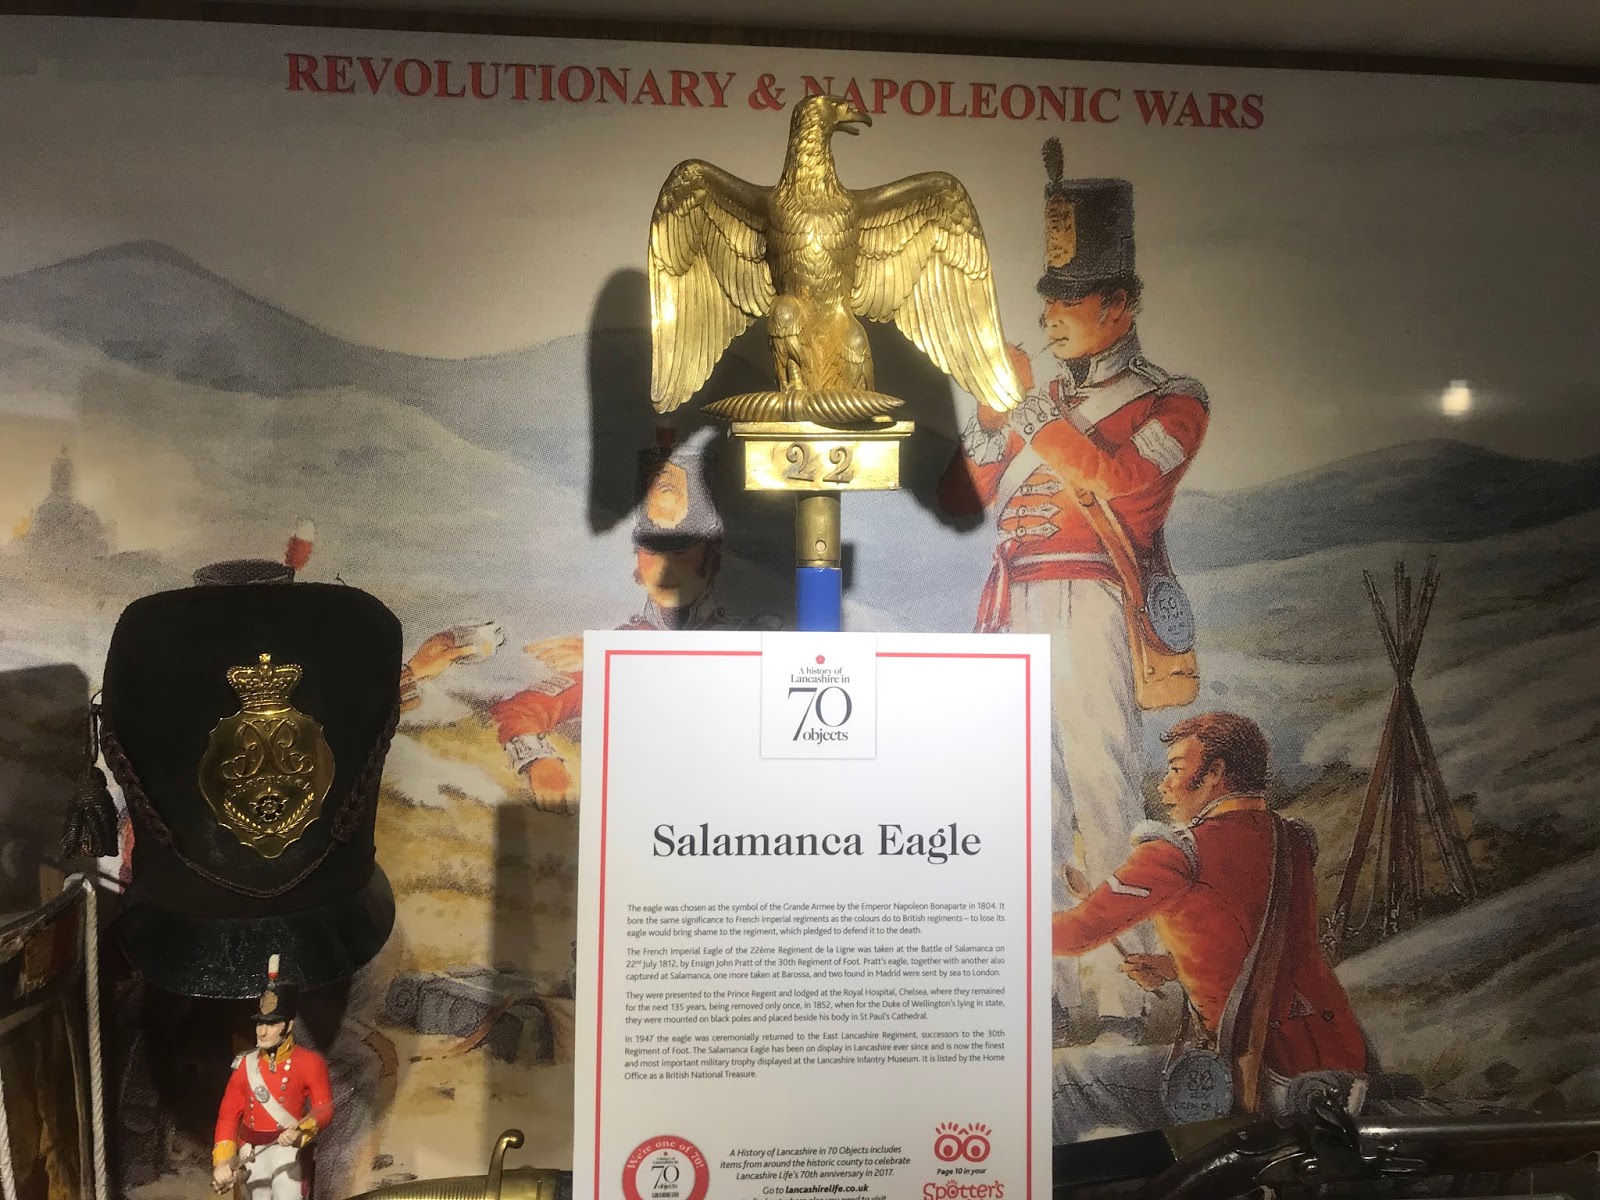 REVOLUTIONARY & NAPOLEONIC WARS
22
59
A history of
Lancashire in
70
objects
Salamanca Eagle
The eagle was chosen as the symbol of the Grande Armee by the Emperor Napoleon Bonaparte in 1804. It
bore the same significance to French Imperial regiments as the colours do to British regiments – to lose its
eagle would bring shame to the regiment, which pledged to defend it to the death.
The French Imperial Eagle of the 22ème Regiment de la Ligne was taken at the Battle of Salamanca on
22nd July 1812, by Ensign John Pratt of the 30th Regiment of Foot. Pratt's eagle, together with another also
captured at Salamanca, one more taken at Barossa, and two found in Madrid were sent by sea to London.
They were presented to the Prince Regent and lodged at the Royal Hospital, Chelsea, where they remained
for the next 135 years, being removed only once, in 1852, when for the Duke of Wellington's lying in state,
they were mounted on black poles and placed beside his body in St Paul's Cathedral.
In 1947 the eagle was ceremonially returned to the East Lancashire Regiment, successors to the 30th
Regiment of Foot. The Salamanca Eagle has been on display in Lancashire ever since and is now the finest
and most important military trophy displayed at the Lancashire Infantry Museum. It is listed by the Home
Office as a British National Treasure.
We're one of 70!
70
A History of Lancashire in 70 Objects includes
items from around the historic county to celebrate
Lancashire Life's 70th anniversary in 2017.
Go to lancashirelife.co.uk
Page 10 in your
Spotter's